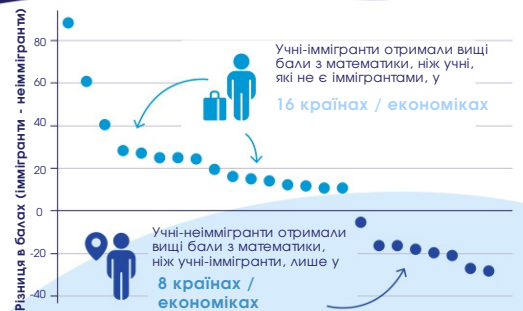 Різниця в балах (іммігранти - неіммігранти)
80
60
40
20
0
-20
-40
Учні-іммігранти отримали вищі
бали з математики, ніж учні,
які не є іммігрантами, у
16 країнах / економіках
Учні-неіммігранти отримали
вищі бали з математики,
ніж учні-іммігранти, лише у
8 країнах /
економіках